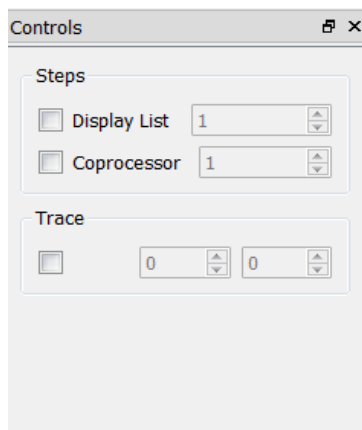 Controls
Steps
Display List 1
Coprocessor 1
Trace
0 0